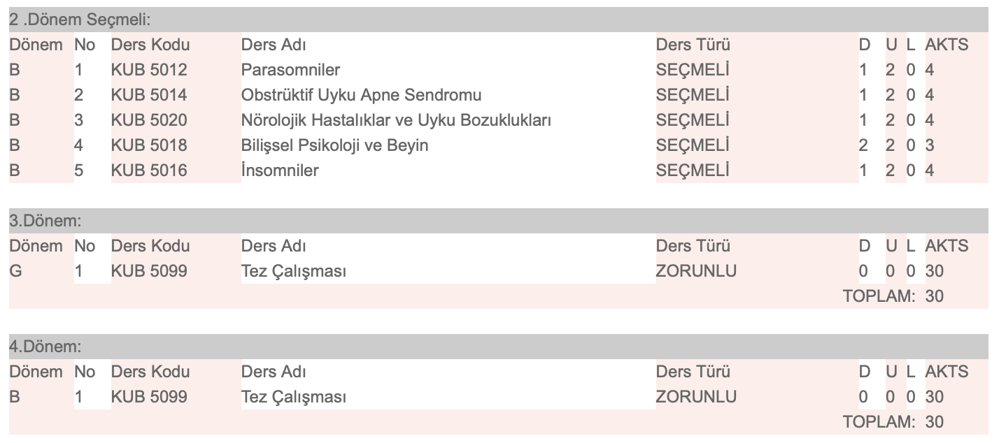 2 .Dönem Seçmeli:
Dönem No Ders Kodu Ders Adı Ders Türü D U L AKTS
B 1 KUB 5012 Parasomniler SEÇMELİ 1 2 0 4
B 2 KUB 5014 Obstrüktif Uyku Apne Sendromu SEÇMELİ 1 2 0 4
B 3 KUB 5020 Nörolojik Hastalıklar ve Uyku Bozuklukları SEÇMELİ 1 2 0 4
B 4 KUB 5018 Bilişsel Psikoloji ve Beyin SEÇMELİ 2 2 0 3
B 5 KUB 5016 İnsomniler SEÇMELİ 1 2 0 4
3.Dönem:
Dönem No Ders Kodu Ders Adı Ders Türü D U L AKTS
G 1 KUB 5099 Tez Çalışması ZORUNLU 0 0 0 30
TOPLAM: 30
4.Dönem:
Dönem No Ders Kodu Ders Adı Ders Türü D U L AKTS
B 1 KUB 5099 Tez Çalışması ZORUNLU 0 0 0 30
TOPLAM: 30